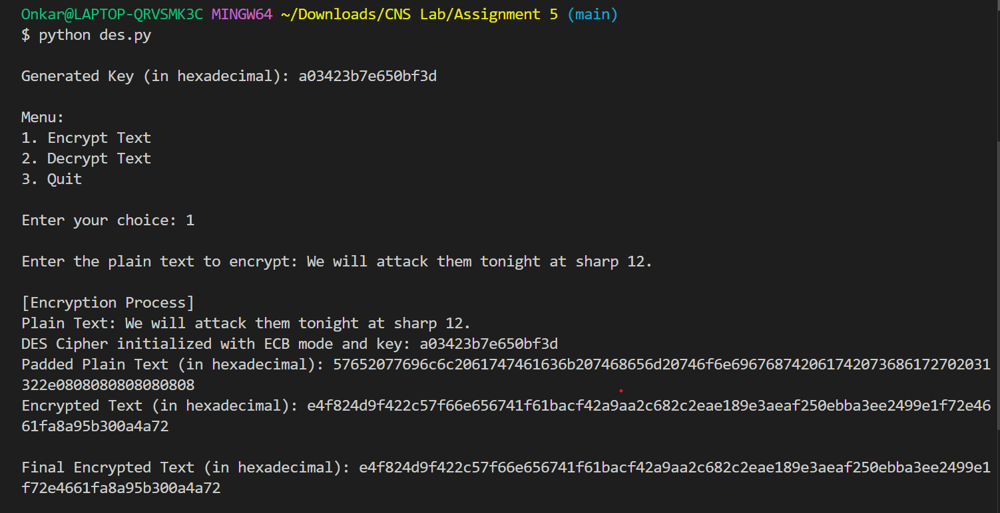 Onkar@LAPTOP-QRVSMK3C MINGW64 ~/Downloads/CNS Lab/Assignment 5 (main)
$ python des.py
Generated Key (in hexadecimal): a03423b7e650bf3d
Menu:
1. Encrypt Text
2. Decrypt Text
3. Quit
Enter your choice: 1
Enter the plain text to encrypt: We will attack them tonight at sharp 12.
[Encryption Process]
Plain Text: We will attack them tonight at sharp 12.
DES Cipher initialized with ECB mode and key: a03423b7e650bf3d
Padded Plain Text (in hexadecimal): 57652077696c6c2061747461636b207468656d20746f6e696768742061742073686172702031
322e0808080808080808
Encrypted Text (in hexadecimal): e4f824d9f422c57f66e656741f61bacf42a9aa2c682c2eae189e3aeaf250ebba3ee2499e1f72e46
61fa8a95b300a4a72
Final Encrypted Text (in hexadecimal): e4f824d9f422c57f66e656741f61bacf42a9aa2c682c2eae189e3aeaf250ebba3ee2499e1
f72e4661fa8a95b300a4a72